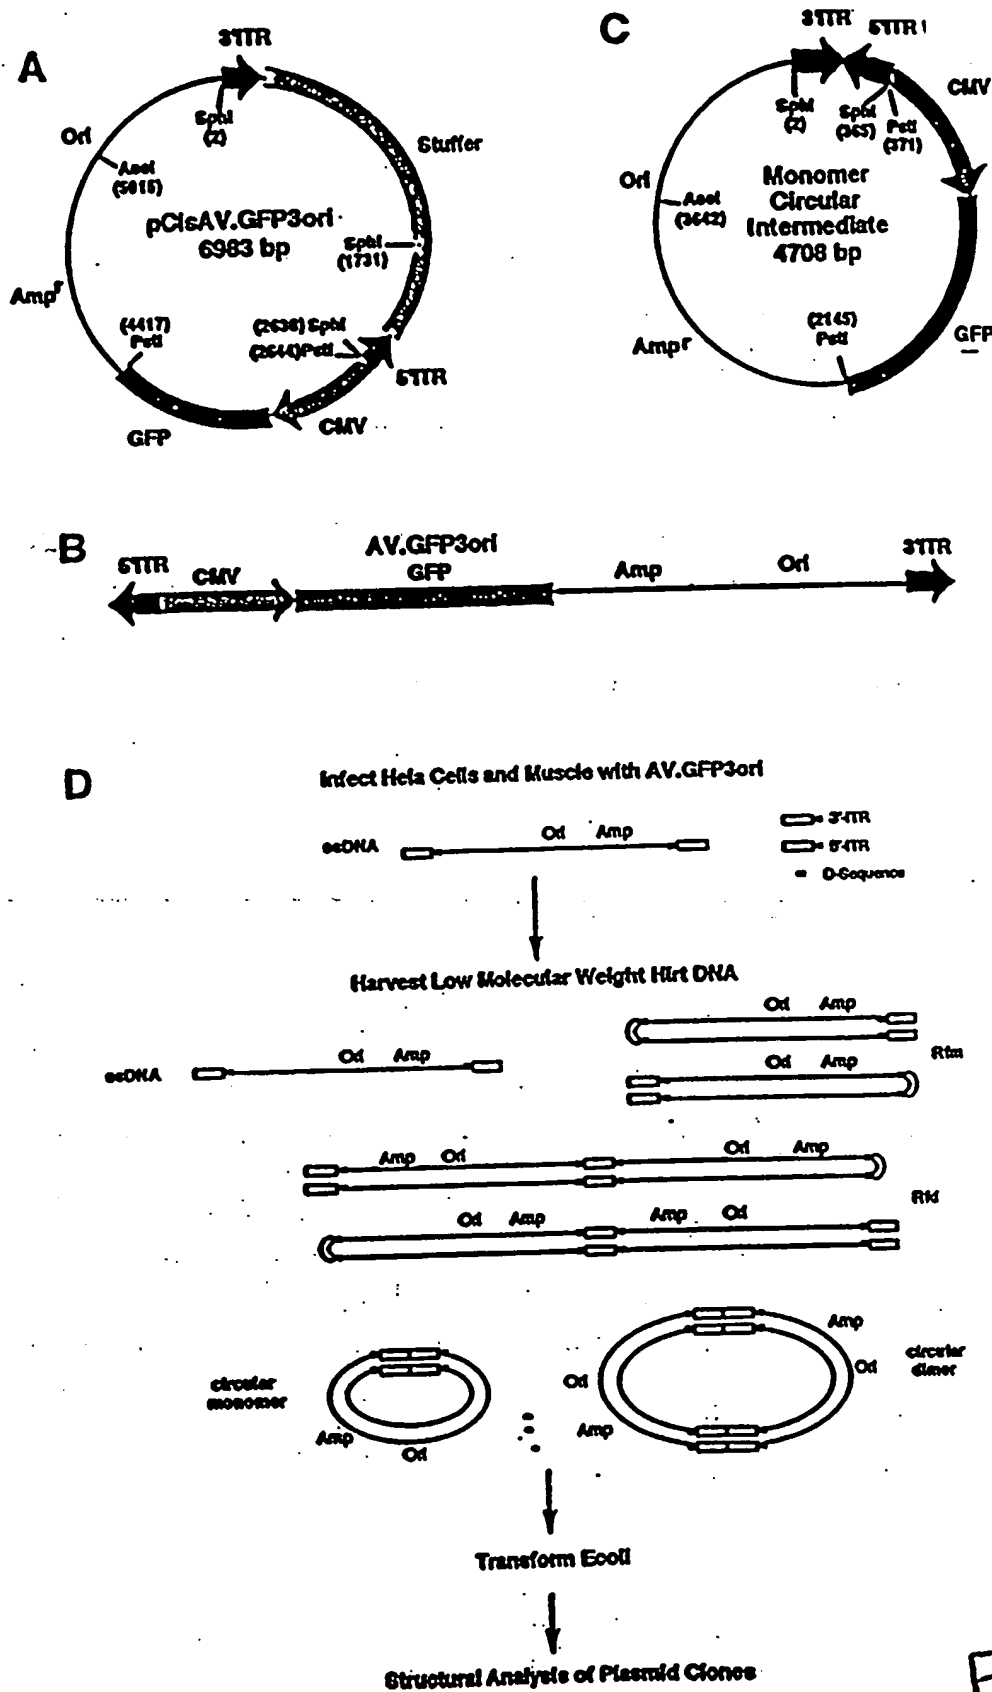 A
3'ITR
SphI
(2)
Ori
AseI
(5915)
Stuffer
pCisAV.GFP3ori
6983 bp
SphI
(1731)
Amp^r
(4417)
PstI
(2638) SphI
(2644) PstI
5'ITR
GFP
CMV
C
3'ITR
5'ITR
CMV
SphI
(2)
SphI
(365)
PstI
(371)
Ori
AseI
(3642)
Monomer
Circular
Intermediate
4708 bp
(2145)
PstI
Amp^r
GFP
B
AV.GFP3ori
5'ITR
CMV
GFP
Amp
Ori
3'ITR
D
Infect Hela Cells and Muscle with AV.GFP3ori
ssDNA
Ori Amp
3'-ITR
5'-ITR
D-Sequence
Harvest Low Molecular Weight Hirt DNA
Ori Amp
ssDNA
Ori Amp
Rfm
Ori Amp
Amp Ori
Ori Amp
Rfd
Ori Amp
Amp Ori
circular
monomer
Amp
Ori
Amp
Ori
Ori
Amp
circular
dimer
Transform Ecoli
Structural Analysis of Plasmid Clones